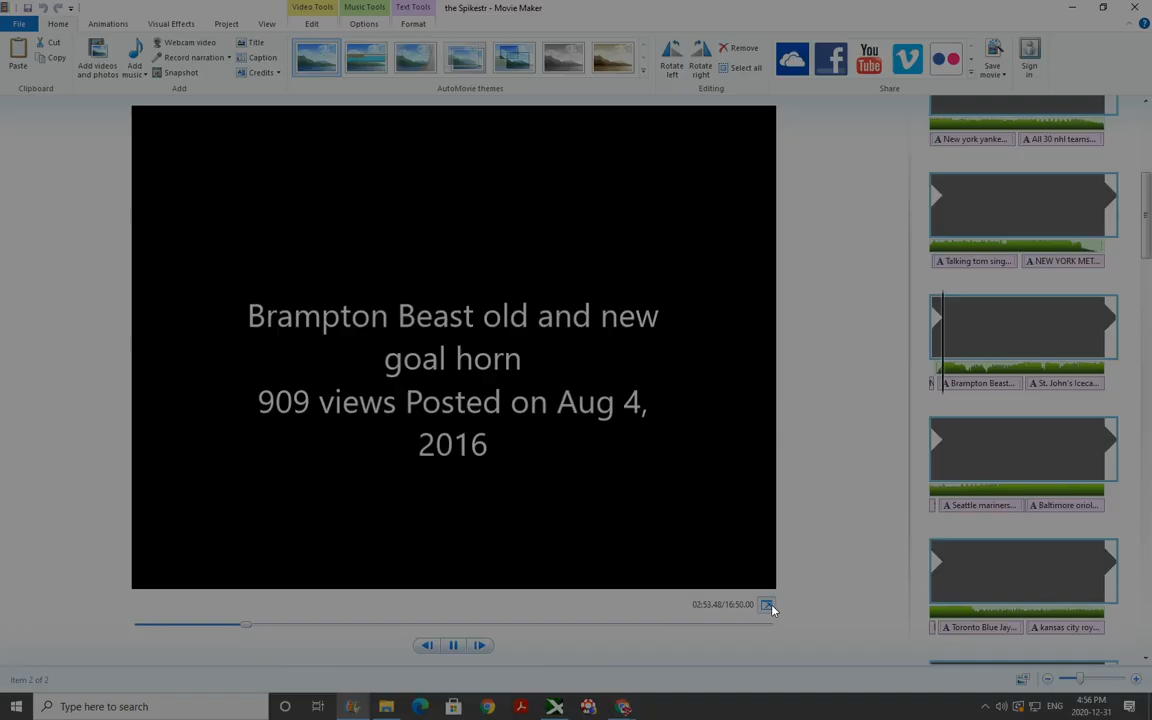 the Spikestr - Movie Maker
Video Tools
Music Tools
Text Tools
File
Home
Animations
Visual Effects
Project
View
Edit
Options
Format
Paste
Cut
Copy
Clipboard
Add videos and photos
Add music
Webcam video
Record narration
Snapshot
Title
Caption
Credits
Add
AutoMovie themes
Rotate left
Rotate right
Remove
Select all
Editing
You Tube
Share
Save movie
Sign in
New york yanke...
All 30 nhl teams...
Talking tom sing...
NEW YORK MET...
Brampton Beast...
St. John's Iceca...
Seattle mariners...
Baltimore oriol...
Toronto Blue Jay...
kansas city roy...
Brampton Beast old and new
goal horn
909 views Posted on Aug 4,
2016
02:53.48/16:50.00
Item 2 of 2
Type here to search
ENG
4:56 PM
2020-12-31